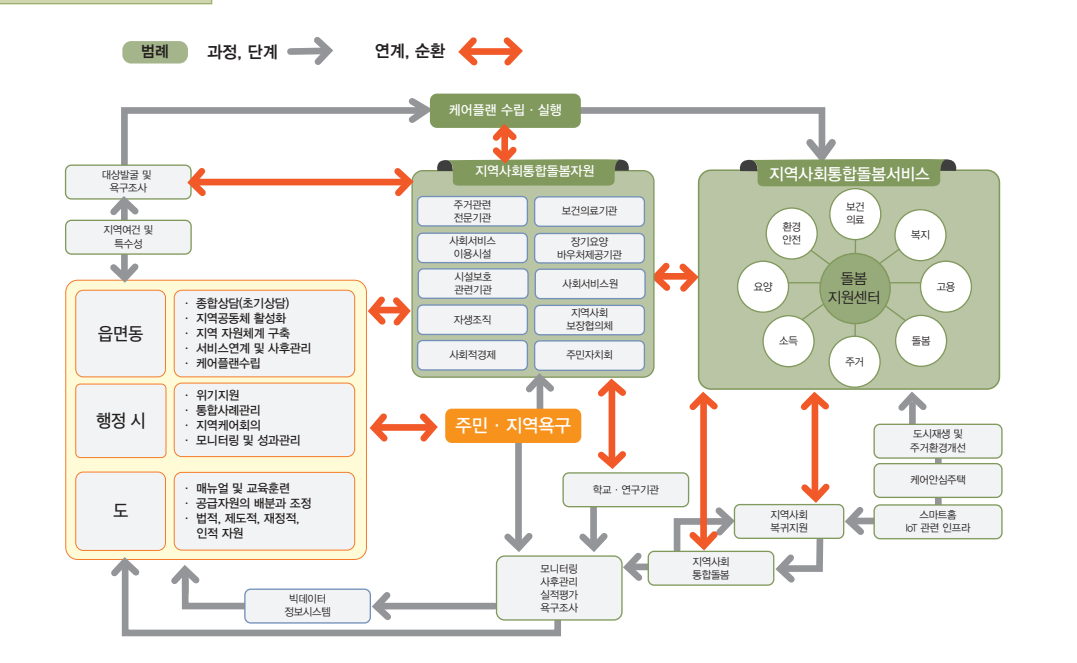 범례
과정, 단계
연계, 순환
케어플랜 수립 · 실행
대상발굴 및
욕구조사
지역여건 및
특수성
지역사회통합돌봄자원
주거관련
전문기관
보건의료기관
사회서비스
이용시설
장기요양
바우처제공기관
시설보호
관련기관
사회서비스원
자생조직
지역사회
보장협의체
사회적경제
주민자치회
지역사회통합돌봄서비스
보건
의료
환경
안전
복지
요양
돌봄
지원센터
고용
소득
돌봄
주거
읍면동
· 종합상담(초기상담)
· 지역공동체 활성화
· 지역 자원체계 구축
· 서비스연계 및 사후관리
· 케어플랜수립
행정 시
· 위기지원
· 통합사례관리
· 지역케어회의
· 모니터링 및 성과관리
도
· 매뉴얼 및 교육훈련
· 공급자원의 배분과 조정
· 법적, 제도적, 재정적,
인적 자원
주민 · 지역욕구
학교 · 연구기관
도시재생 및
주거환경개선
케어안심주택
스마트홈
IoT 관련 인프라
지역사회
복귀지원
지역사회
통합돌봄
모니터링
사후관리
실적평가
욕구조사
빅데이터
정보시스템